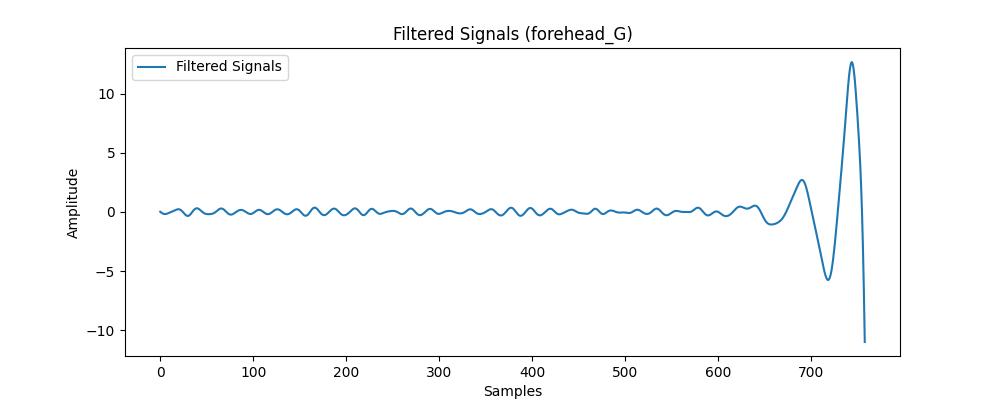 Filtered Signals (forehead_G)
Filtered Signals
10
5
0
−5
−10
Amplitude
0 100 200 300 400 500 600 700
Samples